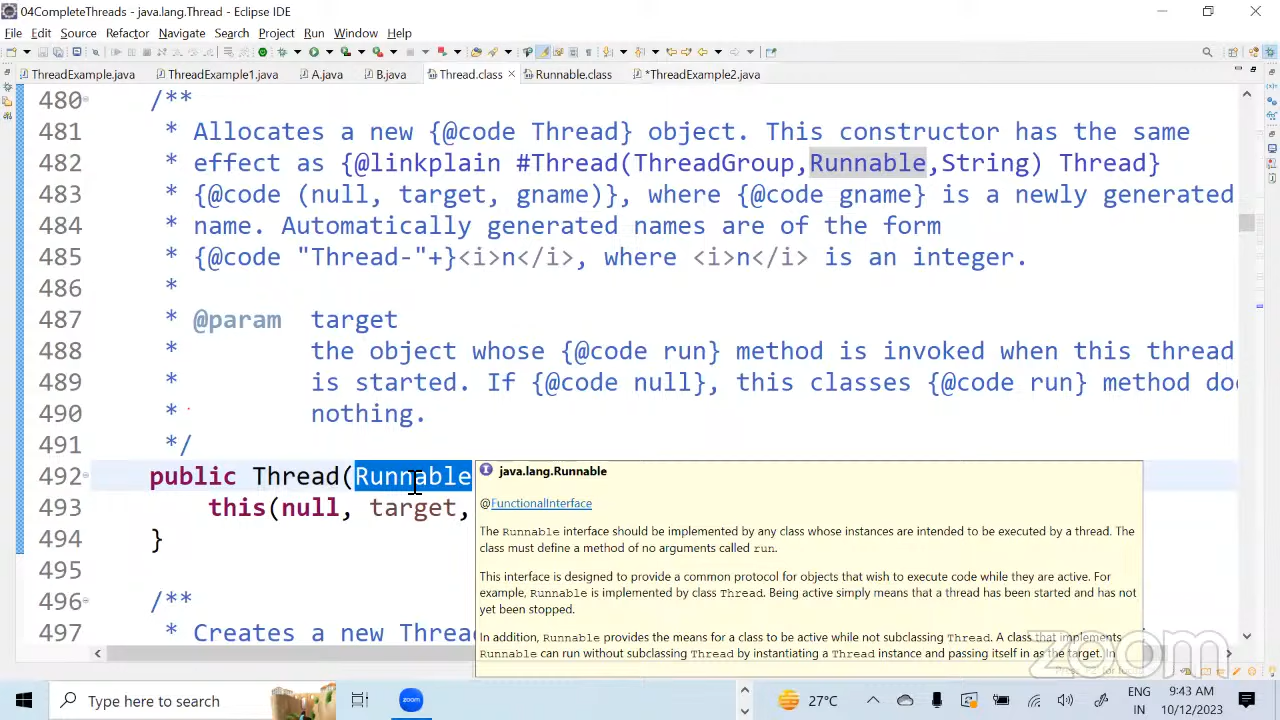 04CompleteThreads - java.lang.Thread - Eclipse IDE
File Edit Source Refactor Navigate Search Project Run Window Help
ThreadExample.java ThreadExample1.java A.java B.java Thread.class Runnable.class *ThreadExample2.java
480 /**
481 * Allocates a new {@code Thread} object. This constructor has the same
482 * effect as {@linkplain #Thread(ThreadGroup,Runnable,String) Thread}
483 * {@code (null, target, gname)}, where {@code gname} is a newly generated
484 * name. Automatically generated names are of the form
485 * {@code "Thread-"+}<i>n</i>, where <i>n</i> is an integer.
486 *
487 * @param target
488 * the object whose {@code run} method is invoked when this thread
489 * is started. If {@code null}, this classes {@code run} method doe
490 * nothing.
491 */
492 public Thread(Runnable
493 this(null, target,
494 }
495
496 /**
497 * Creates a new Thread
java.lang.Runnable
@FunctionalInterface
The Runnable interface should be implemented by any class whose instances are intended to be executed by a thread. The
class must define a method of no arguments called run.
This interface is designed to provide a common protocol for objects that wish to execute code while they are active. For
example, Runnable is implemented by class Thread. Being active simply means that a thread has been started and has not
yet been stopped.
In addition, Runnable provides the means for a class to be active while not subclassing Thread. A class that implements
Runnable can run without subclassing Thread by instantiating a Thread instance and passing itself in as the target. In
zoom
Type here to search
zoom
27°C
ENG
IN
9:43 AM
10/12/2023